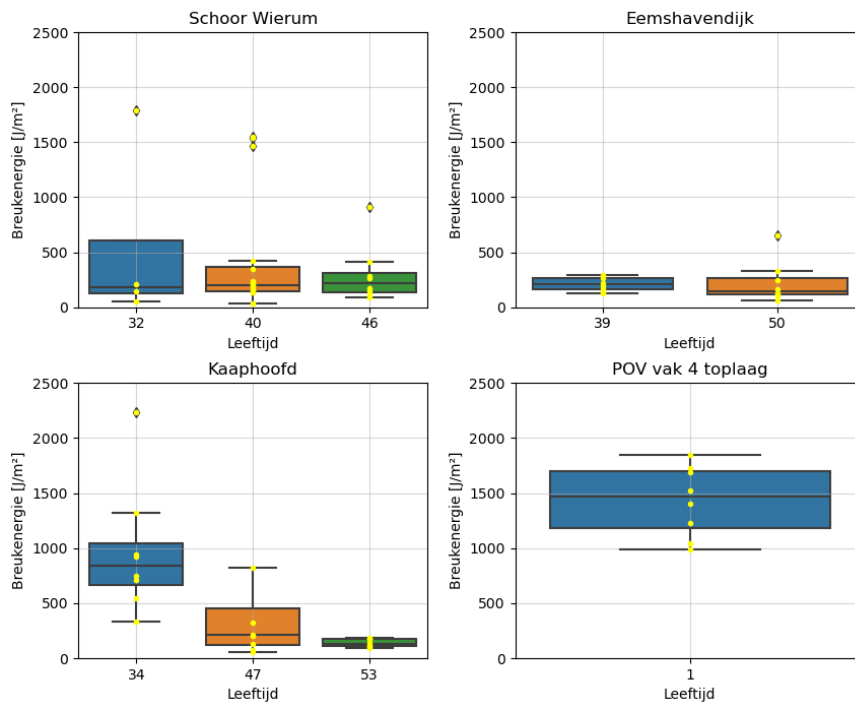 Schoor Wierum
Breukenergie [J/m²]
2500
2000
1500
1000
500
0
32 40 46
Leeftijd
Eemshavendijk
Breukenergie [J/m²]
2500
2000
1500
1000
500
0
39 50
Leeftijd
Kaaphoofd
Breukenergie [J/m²]
2500
2000
1500
1000
500
0
34 47 53
Leeftijd
POV vak 4 toplaag
Breukenergie [J/m²]
2500
2000
1500
1000
500
0
1
Leeftijd